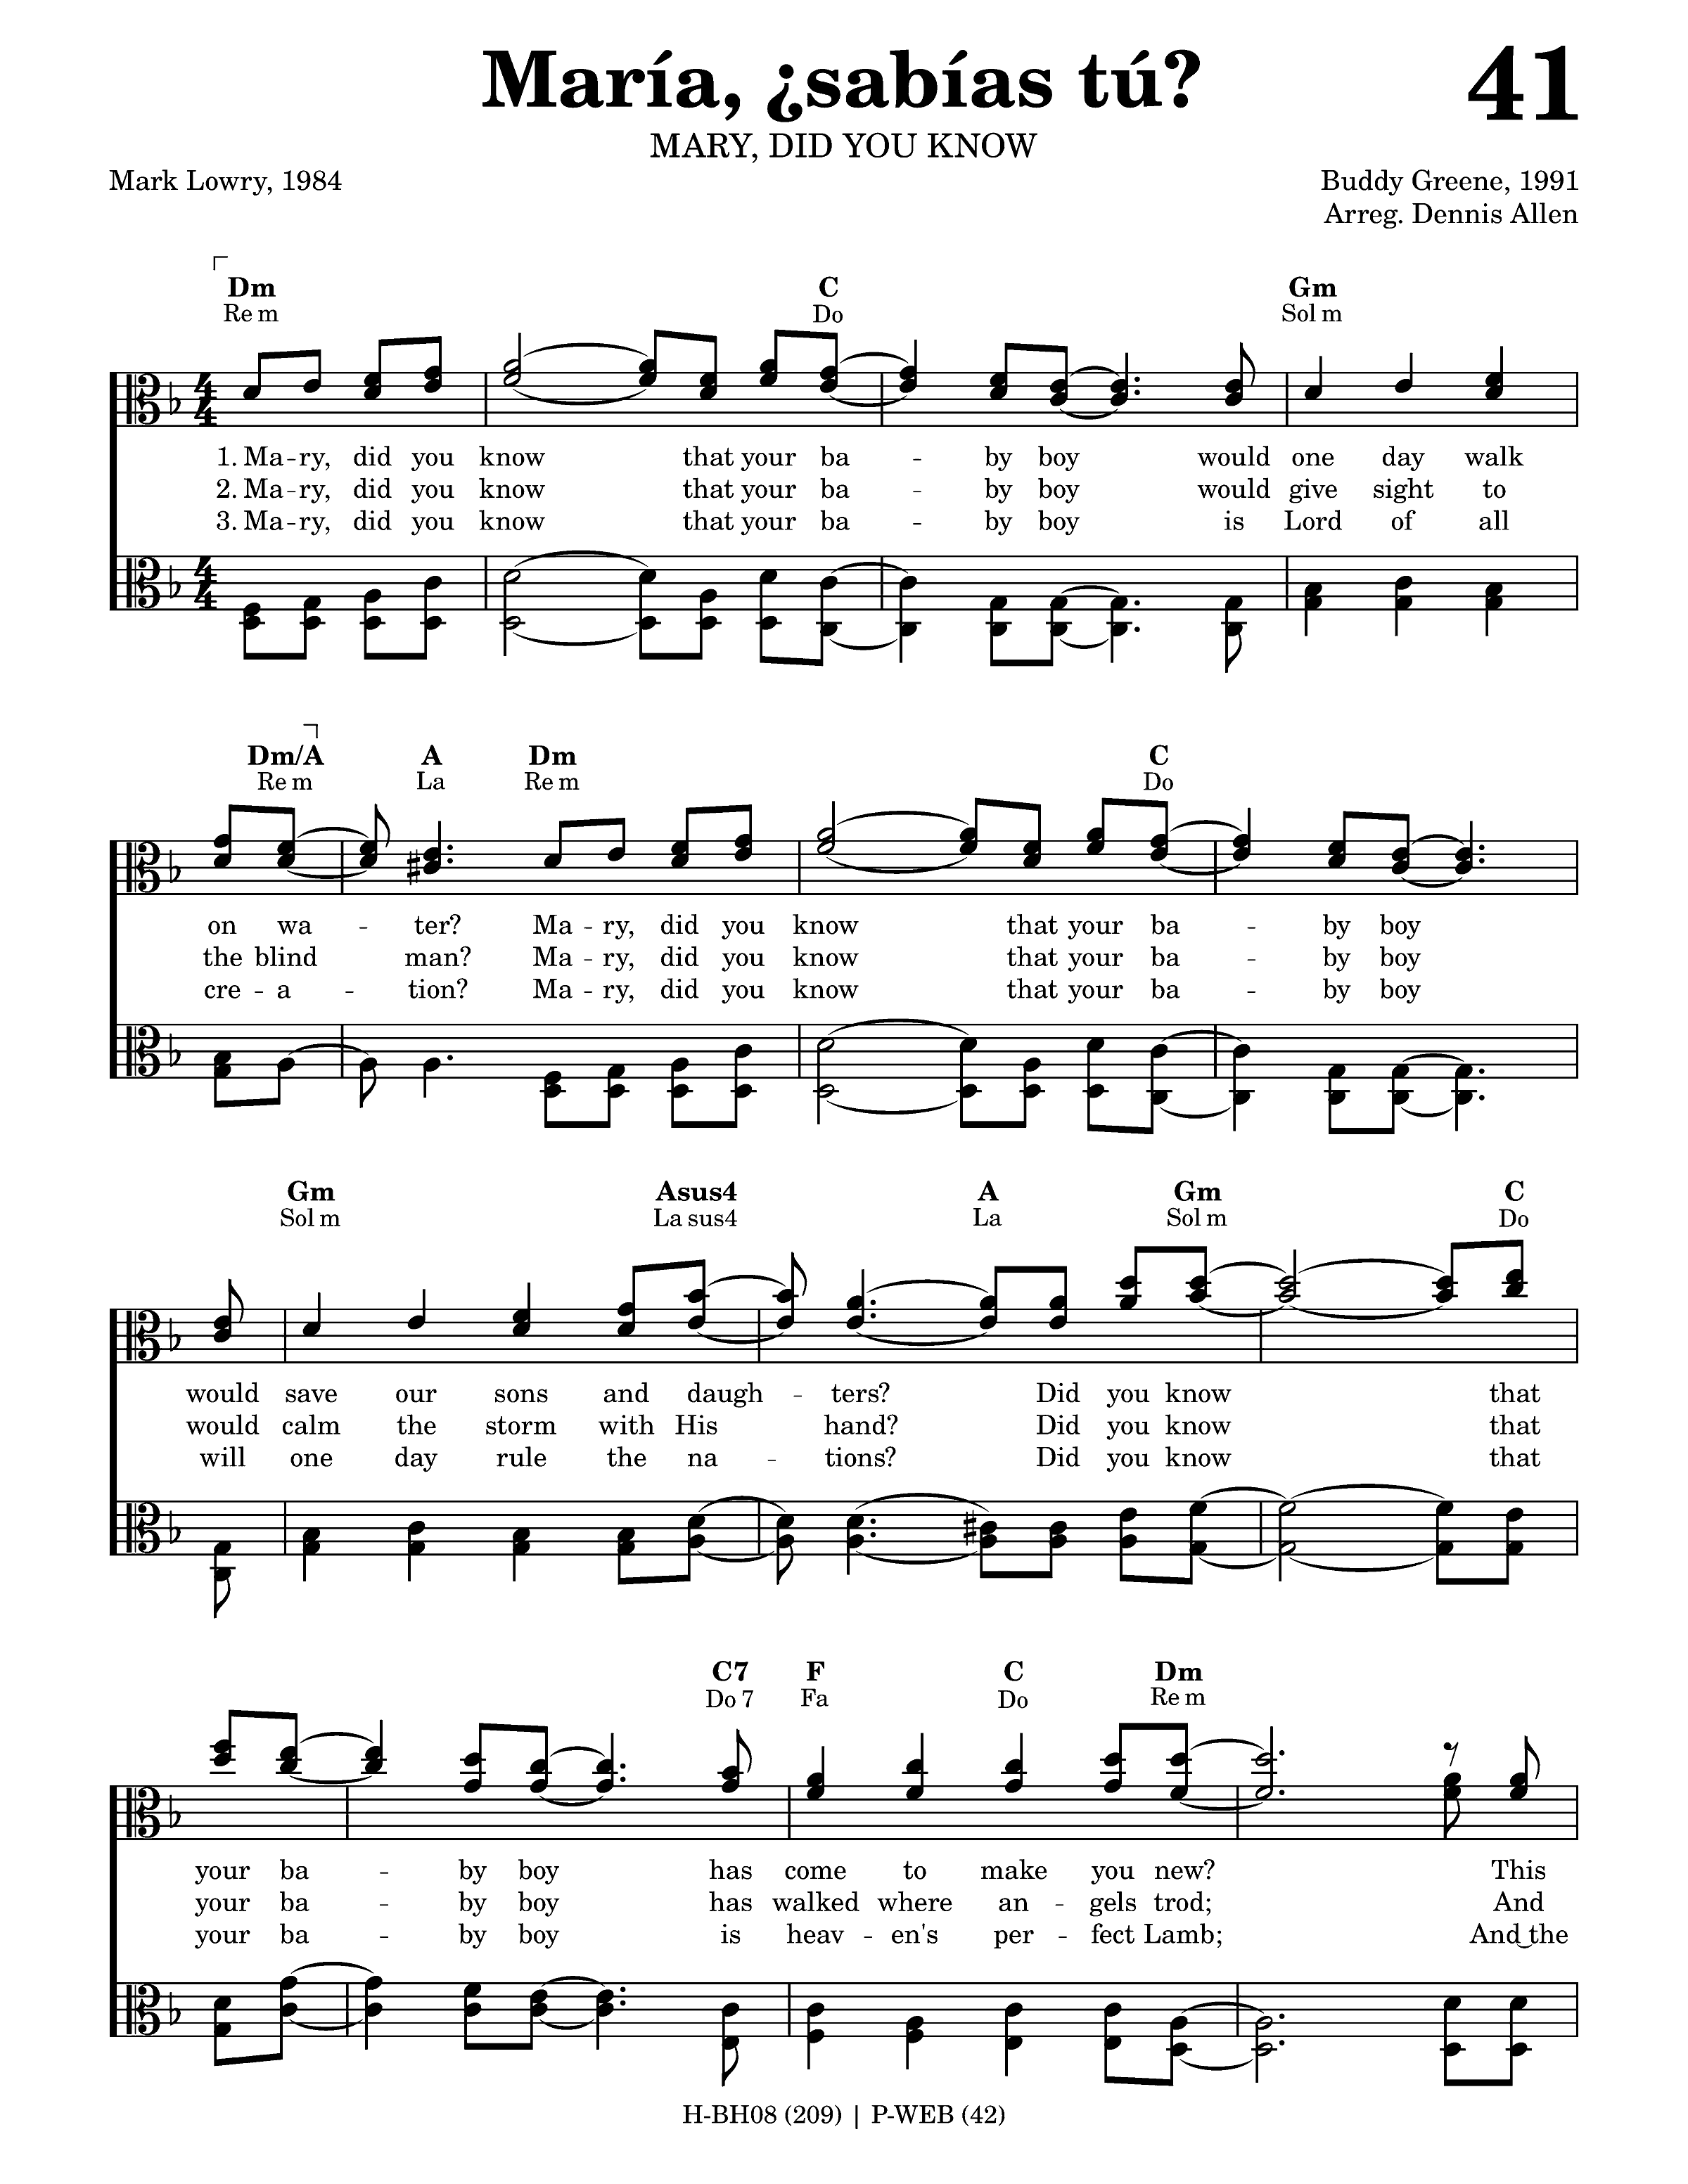 María, ¿sabías tú?
41
MARY, DID YOU KNOW
Mark Lowry, 1984
Buddy Greene, 1991
Arreg. Dennis Allen
Dm C Gm
Re m Do Sol m
1. Ma -- ry, did you know that your ba -- by boy would one day walk
2. Ma -- ry, did you know that your ba -- by boy would give sight to
3. Ma -- ry, did you know that your ba -- by boy is Lord of all
Dm/A A Dm C
Re m La Re m Do
on wa -- ter? Ma -- ry, did you know that your ba -- by boy
the blind man? Ma -- ry, did you know that your ba -- by boy
cre -- a -- tion? Ma -- ry, did you know that your ba -- by boy
Gm Asus4 A Gm C
Sol m La sus4 La Sol m Do
would save our sons and daugh -- ters? Did you know that
would calm the storm with His hand? Did you know that
will one day rule the na -- tions? Did you know that
C7 F C Dm
Do 7 Fa Do Re m
your ba -- by boy has come to make you new? This
your ba -- by boy has walked where an -- gels trod; And
your ba -- by boy is heav -- en's per -- fect Lamb; And the
H-BH08 (209) | P-WEB (42)